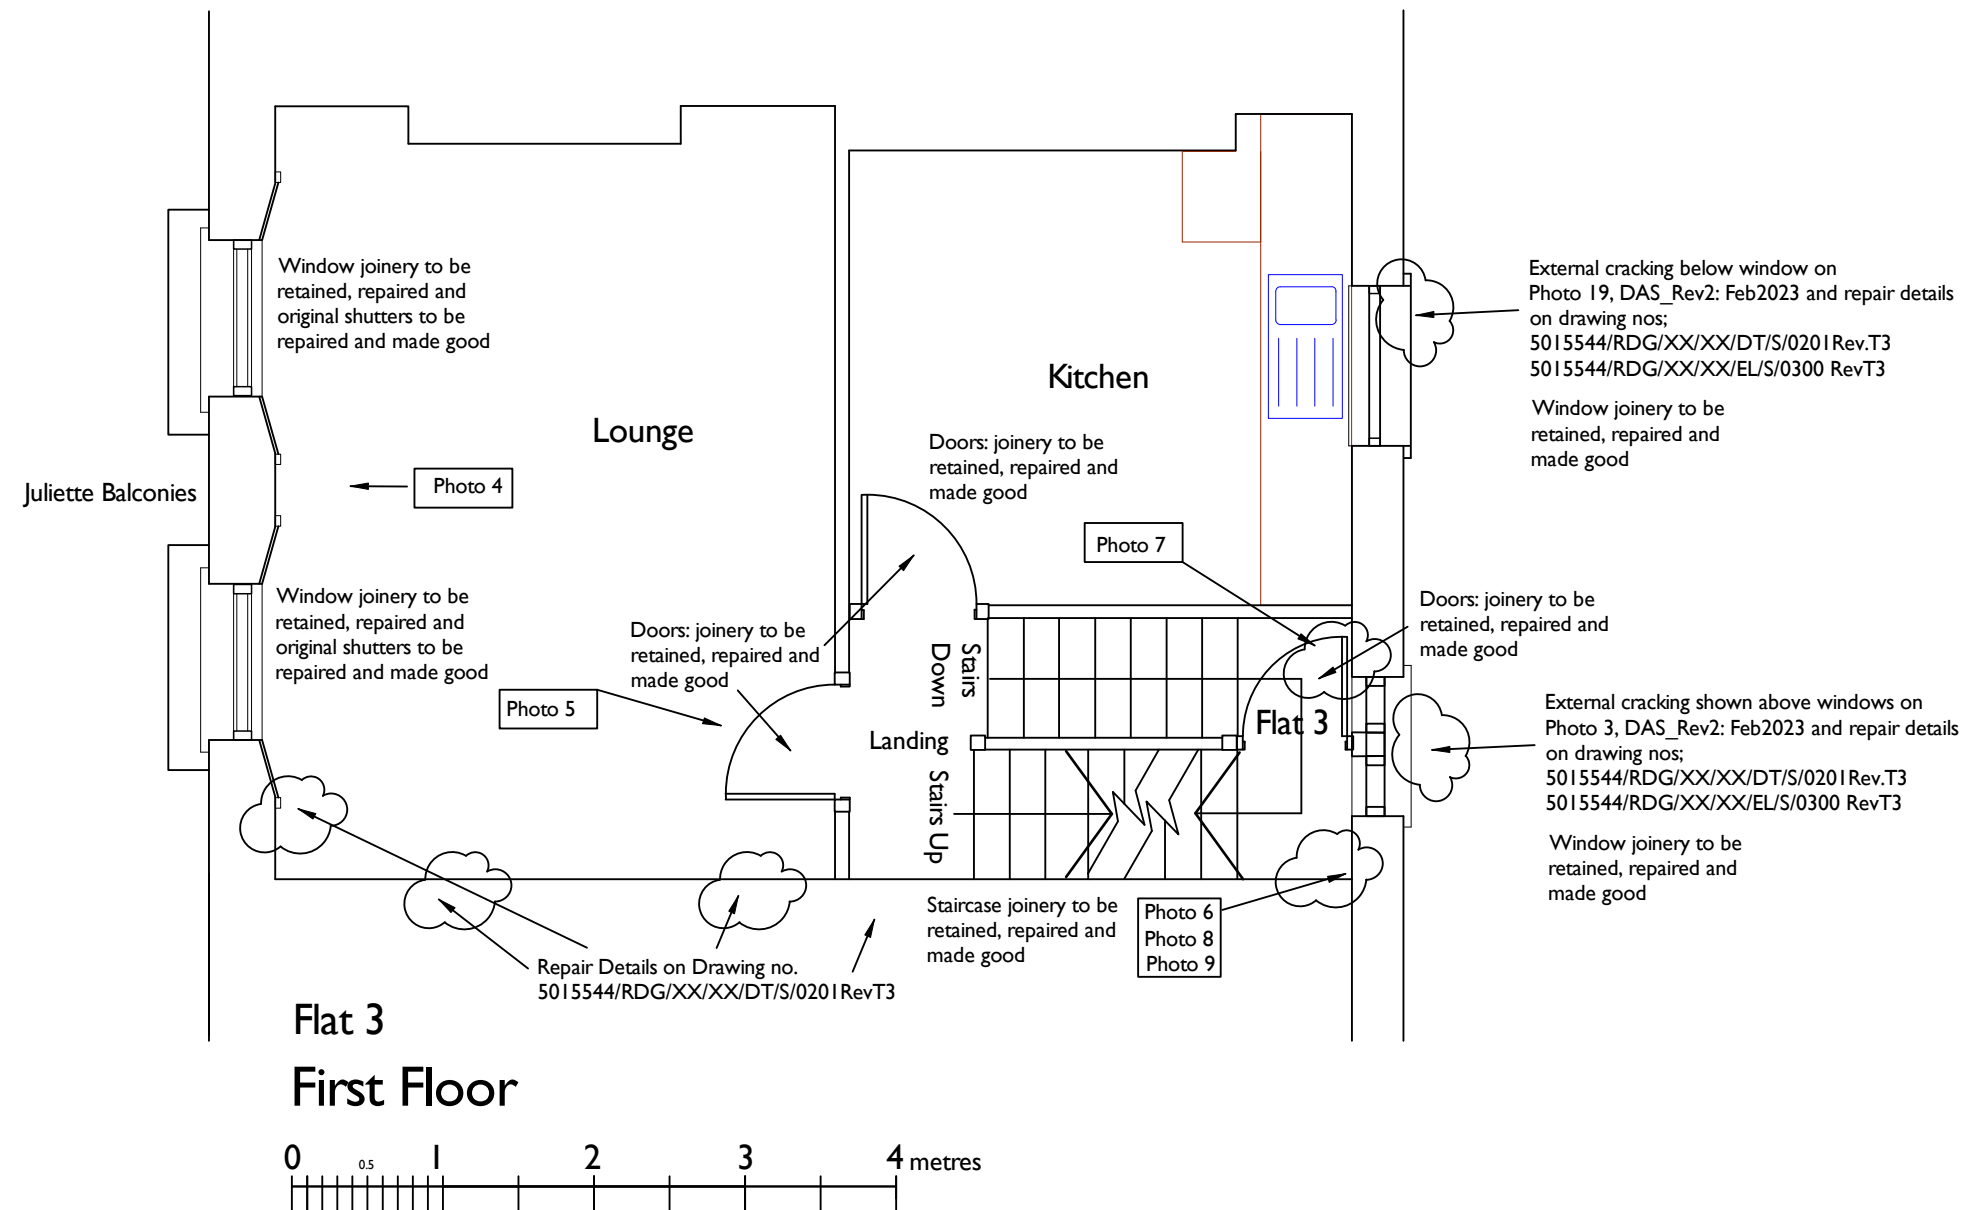 External cracking below window on
Photo 19, DAS_Rev2: Feb2023 and repair details
on drawing nos;
5015544/RDG/XX/XX/DT/S/0201Rev.T3
5015544/RDG/XX/XX/EL/S/0300 RevT3
Window joinery to be
retained, repaired and
made good
Window joinery to be
retained, repaired and
original shutters to be
repaired and made good
Kitchen
Lounge
Doors: joinery to be
retained, repaired and
made good
Juliette Balconies
Photo 4
Photo 7
Window joinery to be
retained, repaired and
original shutters to be
repaired and made good
Doors: joinery to be
retained, repaired and
made good
Doors: joinery to be
retained, repaired and
made good
Stairs
Down
Photo 5
Flat 3
Landing
Stairs Up
External cracking shown above windows on
Photo 3, DAS_Rev2: Feb2023 and repair details
on drawing nos;
5015544/RDG/XX/XX/DT/S/0201Rev.T3
5015544/RDG/XX/XX/EL/S/0300 RevT3
Window joinery to be
retained, repaired and
made good
Staircase joinery to be
retained, repaired and
made good
Photo 6
Photo 8
Photo 9
Repair Details on Drawing no.
5015544/RDG/XX/XX/DT/S/0201RevT3
Flat 3
First Floor
0 0.5 1 2 3 4 metres